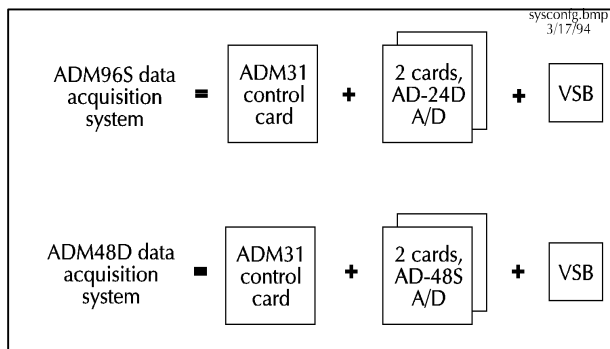 sysconfg.bmp
3/17/94
ADM96S data
acquisition
system
=
ADM31
control
card
+
2 cards,
AD-24D
A/D
+
VSB
ADM48D data
acquisition
system
=
ADM31
control
card
+
2 cards,
AD-48S
A/D
+
VSB